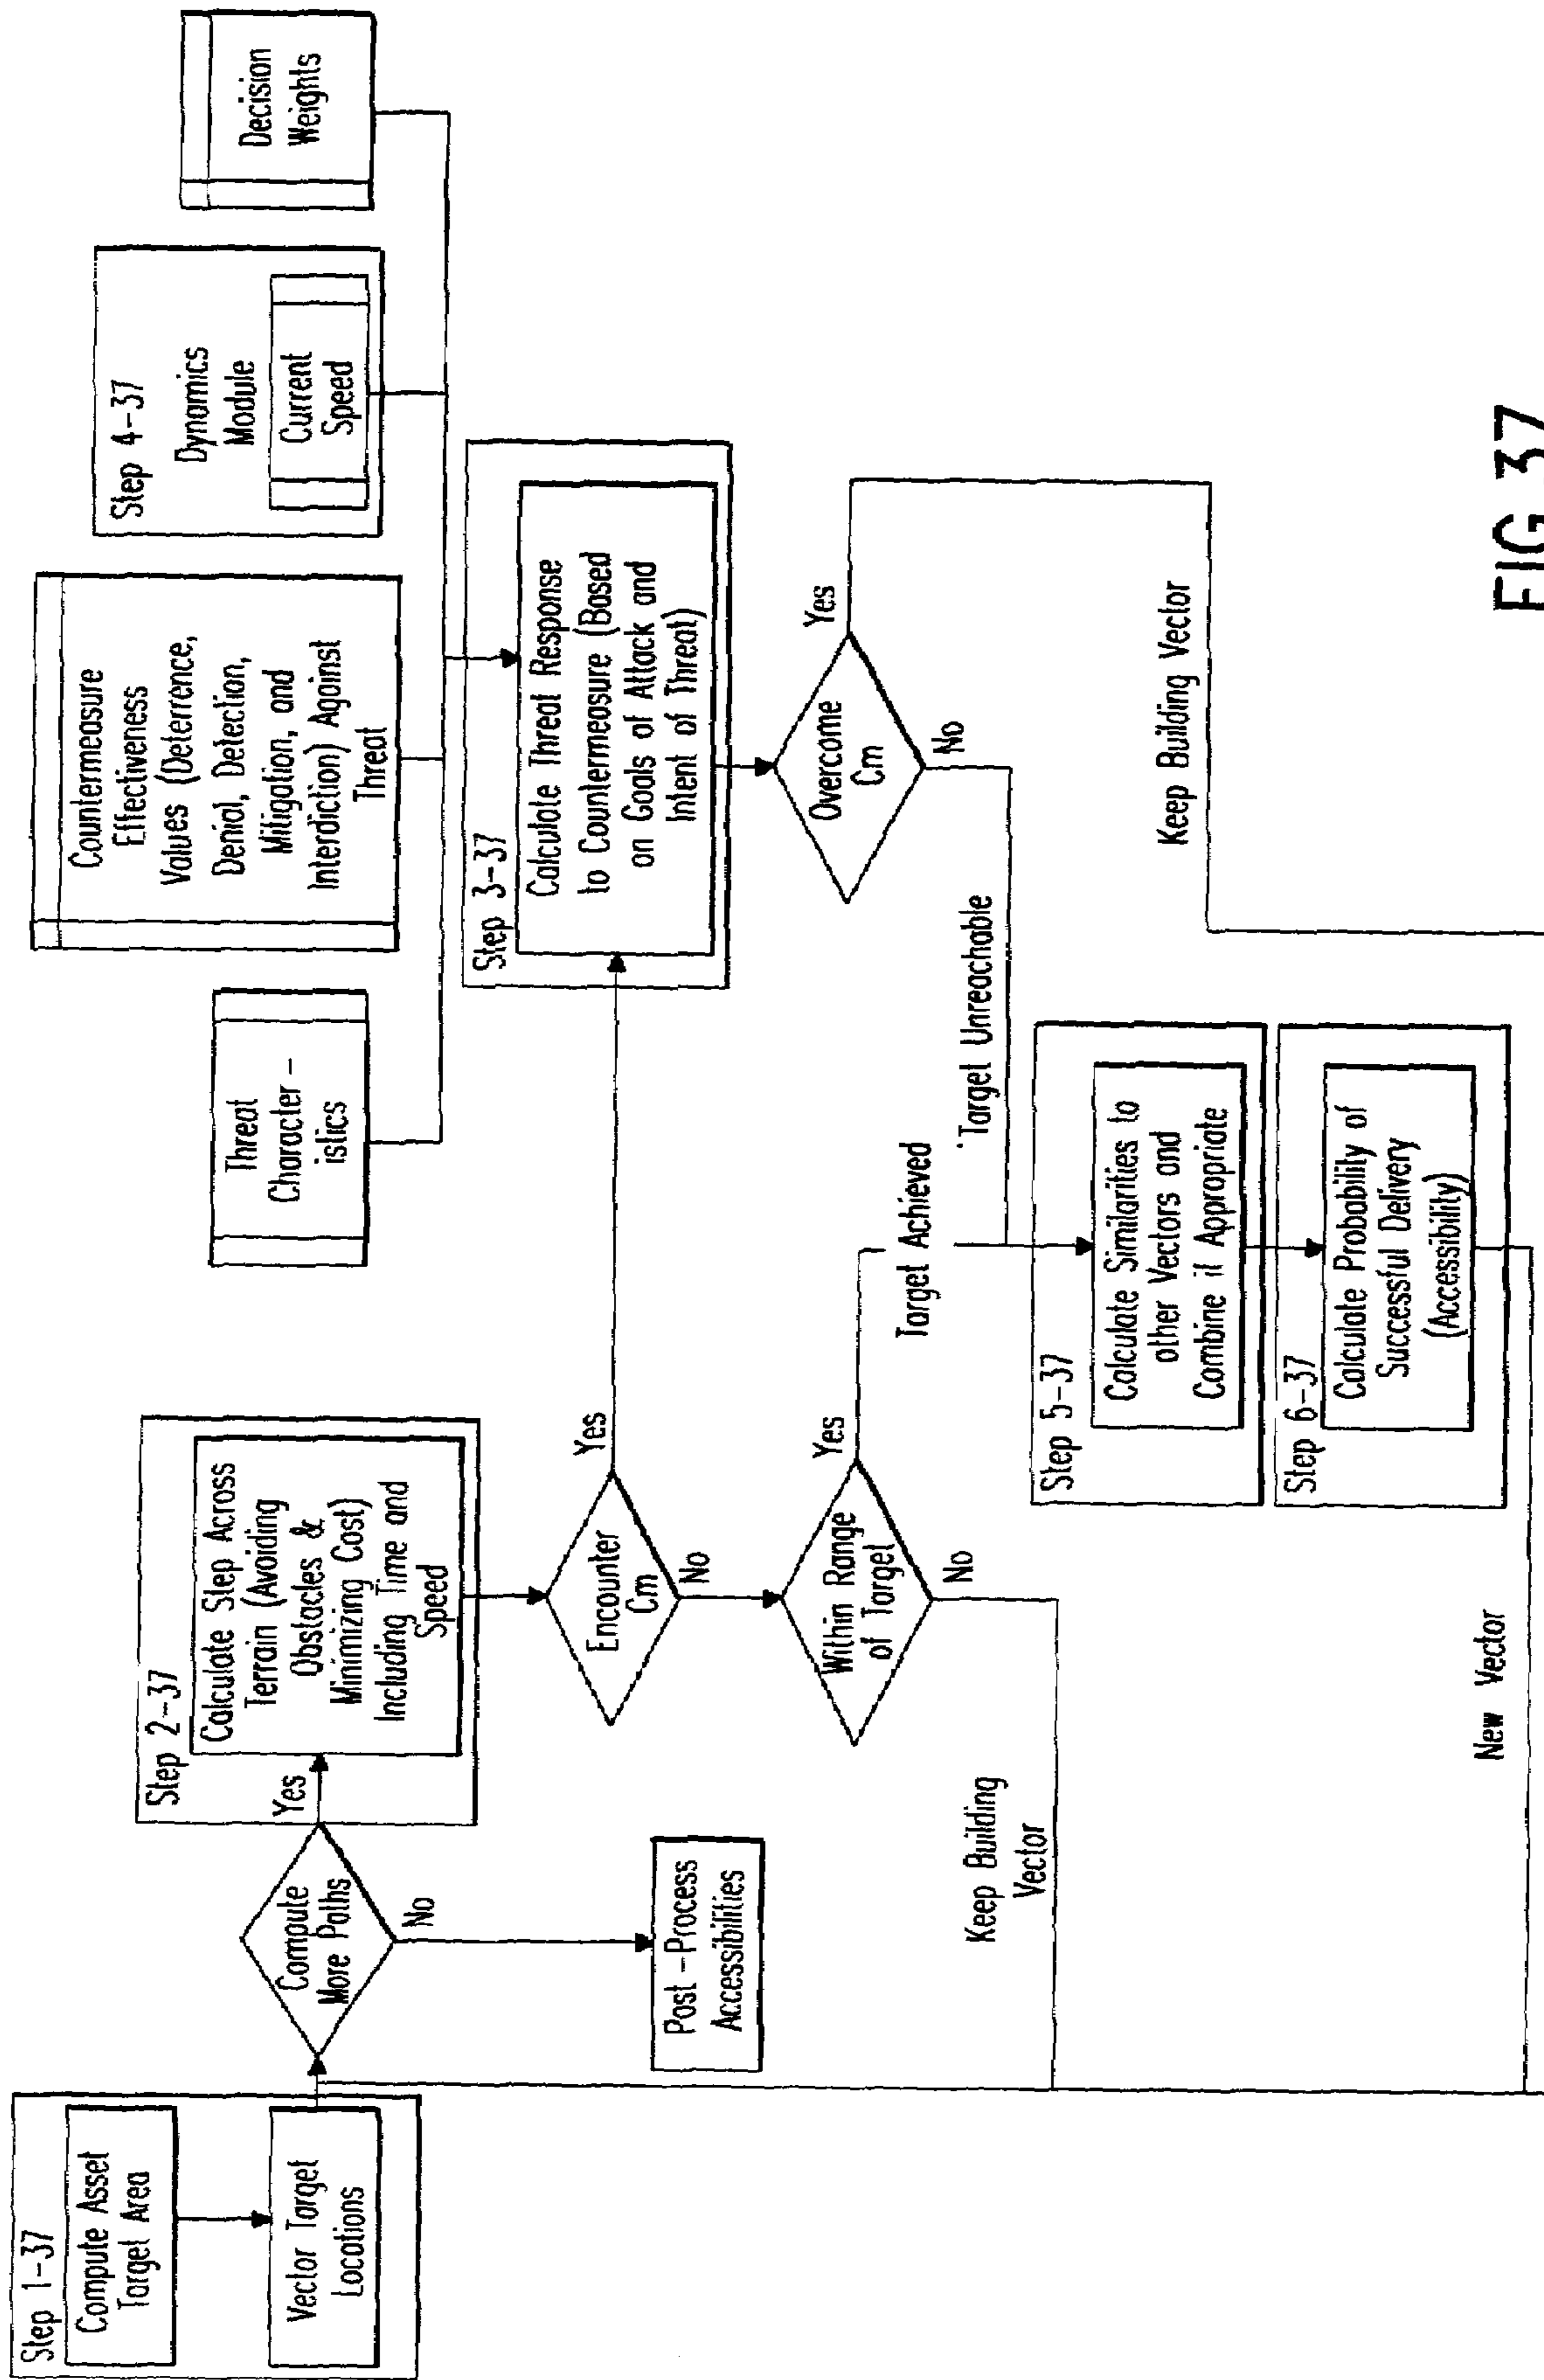 Step 1-37
Compute Asset
Target Area
Vector Target
Locations
Compute
More Paths
Yes
No
Post-Process
Accessibilities
Step 2-37
Calculate Step Across
Terrain (Avoiding
Obstacles &
Minimizing Cost)
Including Time and
Speed
Encounter
Cm
Yes
No
Within Range
of Target
Yes
No
Keep Building
Vector
Target Achieved
Threat
Character-
istics
Countermeasure
Effectiveness
Values (Deterrence,
Denial, Detection,
Mitigation, and
Interdiction) Against
Threat
Step 4-37
Dynamics
Module
Current
Speed
Decision
Weights
Step 3-37
Calculate Threat Response
to Countermeasure (Based
on Goals of Attack and
Intent of Threat)
Overcome
Cm
Yes
No
Target Unreachable
Keep Building Vector
Step 5-37
Calculate Similarities to
other Vectors and
Combine if Appropriate
Step 6-37
Calculate Probability of
Successful Delivery
(Accessibility)
New Vector
FIG.37